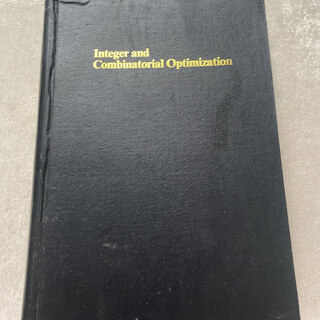 Integer and
Combinatorial Optimization